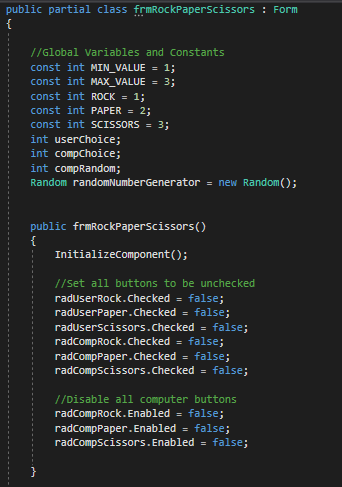 public partial class frmRockPaperScissors : Form
{
//Global Variables and Constants
const int MIN_VALUE = 1;
const int MAX_VALUE = 3;
const int ROCK = 1;
const int PAPER = 2;
const int SCISSORS = 3;
int userChoice;
int compChoice;
int compRandom;
Random randomNumberGenerator = new Random();
public frmRockPaperScissors()
{
InitializeComponent();
//Set all buttons to be unchecked
radUserRock.Checked = false;
radUserPaper.Checked = false;
radUserScissors.Checked = false;
radCompRock.Checked = false;
radCompPaper.Checked = false;
radCompScissors.Checked = false;
//Disable all computer buttons
radCompRock.Enabled = false;
radCompPaper.Enabled = false;
radCompScissors.Enabled = false;
}